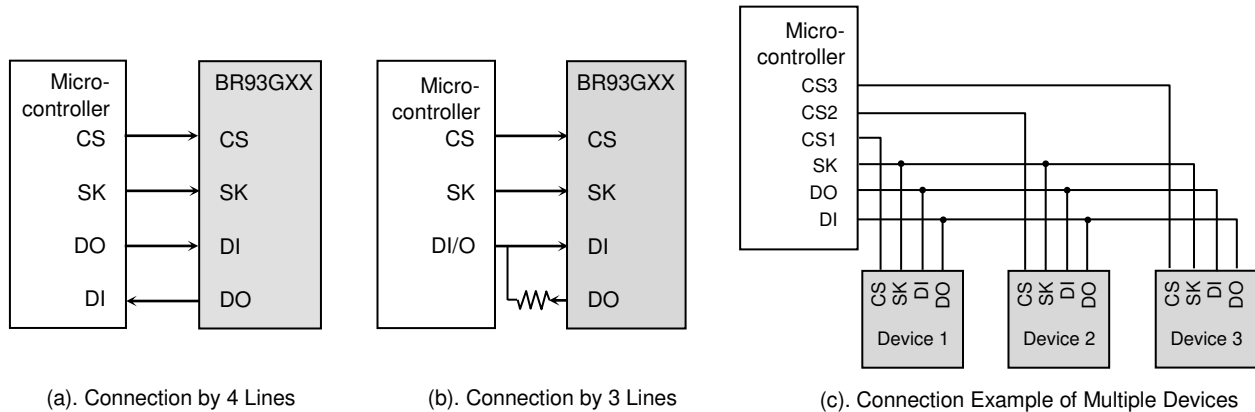 Micro-
controller
CS
SK
DO
DI
BR93GXX
CS
SK
DI
DO
(a). Connection by 4 Lines
Micro-
controller
CS
SK
DI/O
BR93GXX
CS
SK
DI
DO
(b). Connection by 3 Lines
Micro-
controller
CS3
CS2
CS1
SK
DO
DI
CS SK DI DO
Device 1
CS SK DI DO
Device 2
CS SK DI DO
Device 3
(c). Connection Example of Multiple Devices